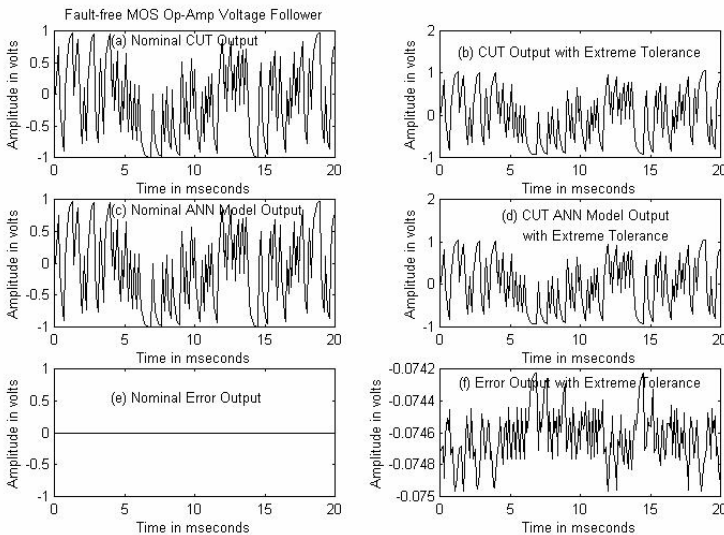 Fault-free MOS Op-Amp Voltage Follower
(a) Nominal CUT Output
1
0.5
0
-0.5
-1
Amplitude in volts
0 5 10 15 20
Time in mseconds
(b) CUT Output with Extreme Tolerance
2
1
0
-1
Amplitude in volts
0 5 10 15 20
Time in mseconds
(c) Nominal ANN Model Output
1
0.5
0
-0.5
-1
Amplitude in volts
0 5 10 15 20
Time in mseconds
(d) CUT ANN Model Output
with Extreme Tolerance
2
1
0
-1
Amplitude in volts
0 5 10 15 20
Time in mseconds
(e) Nominal Error Output
1
0.5
0
-0.5
-1
Amplitude in volts
0 5 10 15 20
Time in mseconds
(f) Error Output with Extreme Tolerance
-0.0742
-0.0744
-0.0746
-0.0748
-0.075
Amplitude in volts
0 5 10 15 20
Time in mseconds